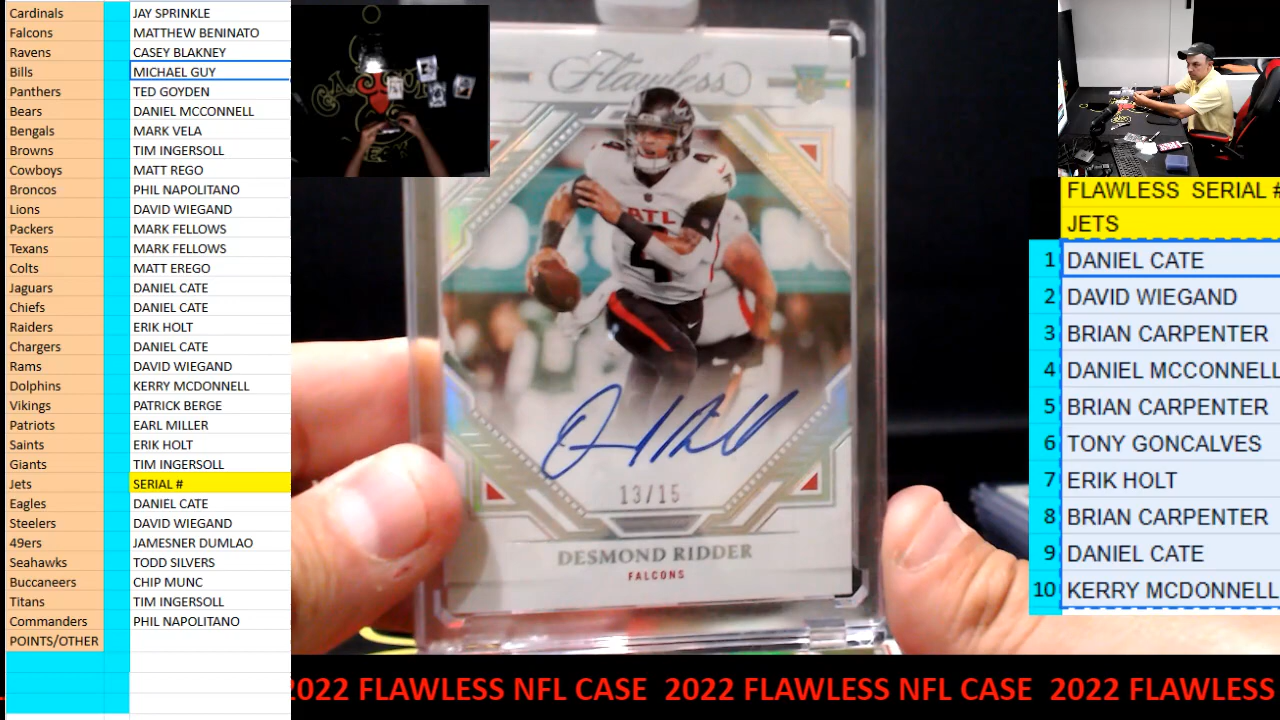 Cardinals JAY SPRINKLE
Falcons MATTHEW BENINATO
Ravens CASEY BLAKNEY
Bills MICHAEL GUY
Panthers TED GOYDEN
Bears DANIEL MCCONNELL
Bengals MARK VELA
Browns TIM INGERSOLL
Cowboys MATT REGO
Broncos PHIL NAPOLITANO
Lions DAVID WIEGAND
Packers MARK FELLOWS
Texans MARK FELLOWS
Colts MATT EREGO
Jaguars DANIEL CATE
Chiefs DANIEL CATE
Raiders ERIK HOLT
Chargers DANIEL CATE
Rams DAVID WIEGAND
Dolphins KERRY MCDONNELL
Vikings PATRICK BERGE
Patriots EARL MILLER
Saints ERIK HOLT
Giants TIM INGERSOLL
Jets SERIAL #
Eagles DANIEL CATE
Steelers DAVID WIEGAND
49ers JAMESNER DUMLAO
Seahawks TODD SILVERS
Buccaneers CHIP MUNC
Titans TIM INGERSOLL
Commanders PHIL NAPOLITANO
POINTS/OTHER
Flawless
ATL
4
13/15
DESMOND RIDDER
FALCONS
FLAWLESS SERIAL #
JETS
1 DANIEL CATE
2 DAVID WIEGAND
3 BRIAN CARPENTER
4 DANIEL MCCONNELL
5 BRIAN CARPENTER
6 TONY GONCALVES
7 ERIK HOLT
8 BRIAN CARPENTER
9 DANIEL CATE
10 KERRY MCDONNELL
2022 FLAWLESS NFL CASE 2022 FLAWLESS NFL CASE 2022 FLAWLESS